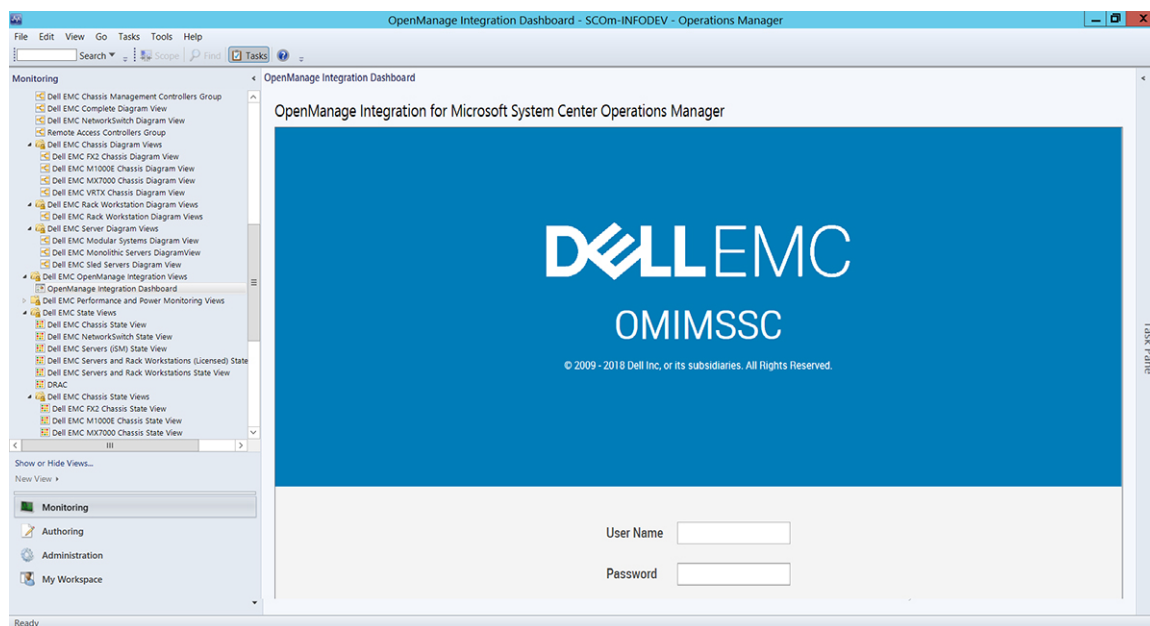 OpenManage Integration Dashboard - SCOm-INFODEV - Operations Manager
File Edit View Go Tasks Tools Help
Search Scope Find Tasks
Monitoring
Dell EMC Chassis Management Controllers Group
Dell EMC Complete Diagram View
Dell EMC NetworkSwitch Diagram View
Remote Access Controllers Group
Dell EMC Chassis Diagram Views
Dell EMC FX2 Chassis Diagram View
Dell EMC M1000E Chassis Diagram View
Dell EMC MX7000 Chassis Diagram View
Dell EMC VRTX Chassis Diagram View
Dell EMC Rack Workstation Diagram Views
Dell EMC Rack Workstation Diagram Views
Dell EMC Server Diagram Views
Dell EMC Modular Systems Diagram View
Dell EMC Monolithic Servers DiagramView
Dell EMC Sled Servers Diagram View
Dell EMC OpenManage Integration Views
OpenManage Integration Dashboard
Dell EMC Performance and Power Monitoring Views
Dell EMC State Views
Dell EMC Chassis State View
Dell EMC NetworkSwitch State View
Dell EMC Servers (iSM) State View
Dell EMC Servers and Rack Workstations (Licensed) State
Dell EMC Servers and Rack Workstations State View
DRAC
Dell EMC Chassis State Views
Dell EMC FX2 Chassis State View
Dell EMC M1000E Chassis State View
Dell EMC MX7000 Chassis State View
Show or Hide Views...
New View
Monitoring
Authoring
Administration
My Workspace
Ready
OpenManage Integration Dashboard
OpenManage Integration for Microsoft System Center Operations Manager
DELLEMC
OMIMSSC
© 2009 - 2018 Dell Inc, or its subsidiaries. All Rights Reserved.
User Name
Password
Task Pane